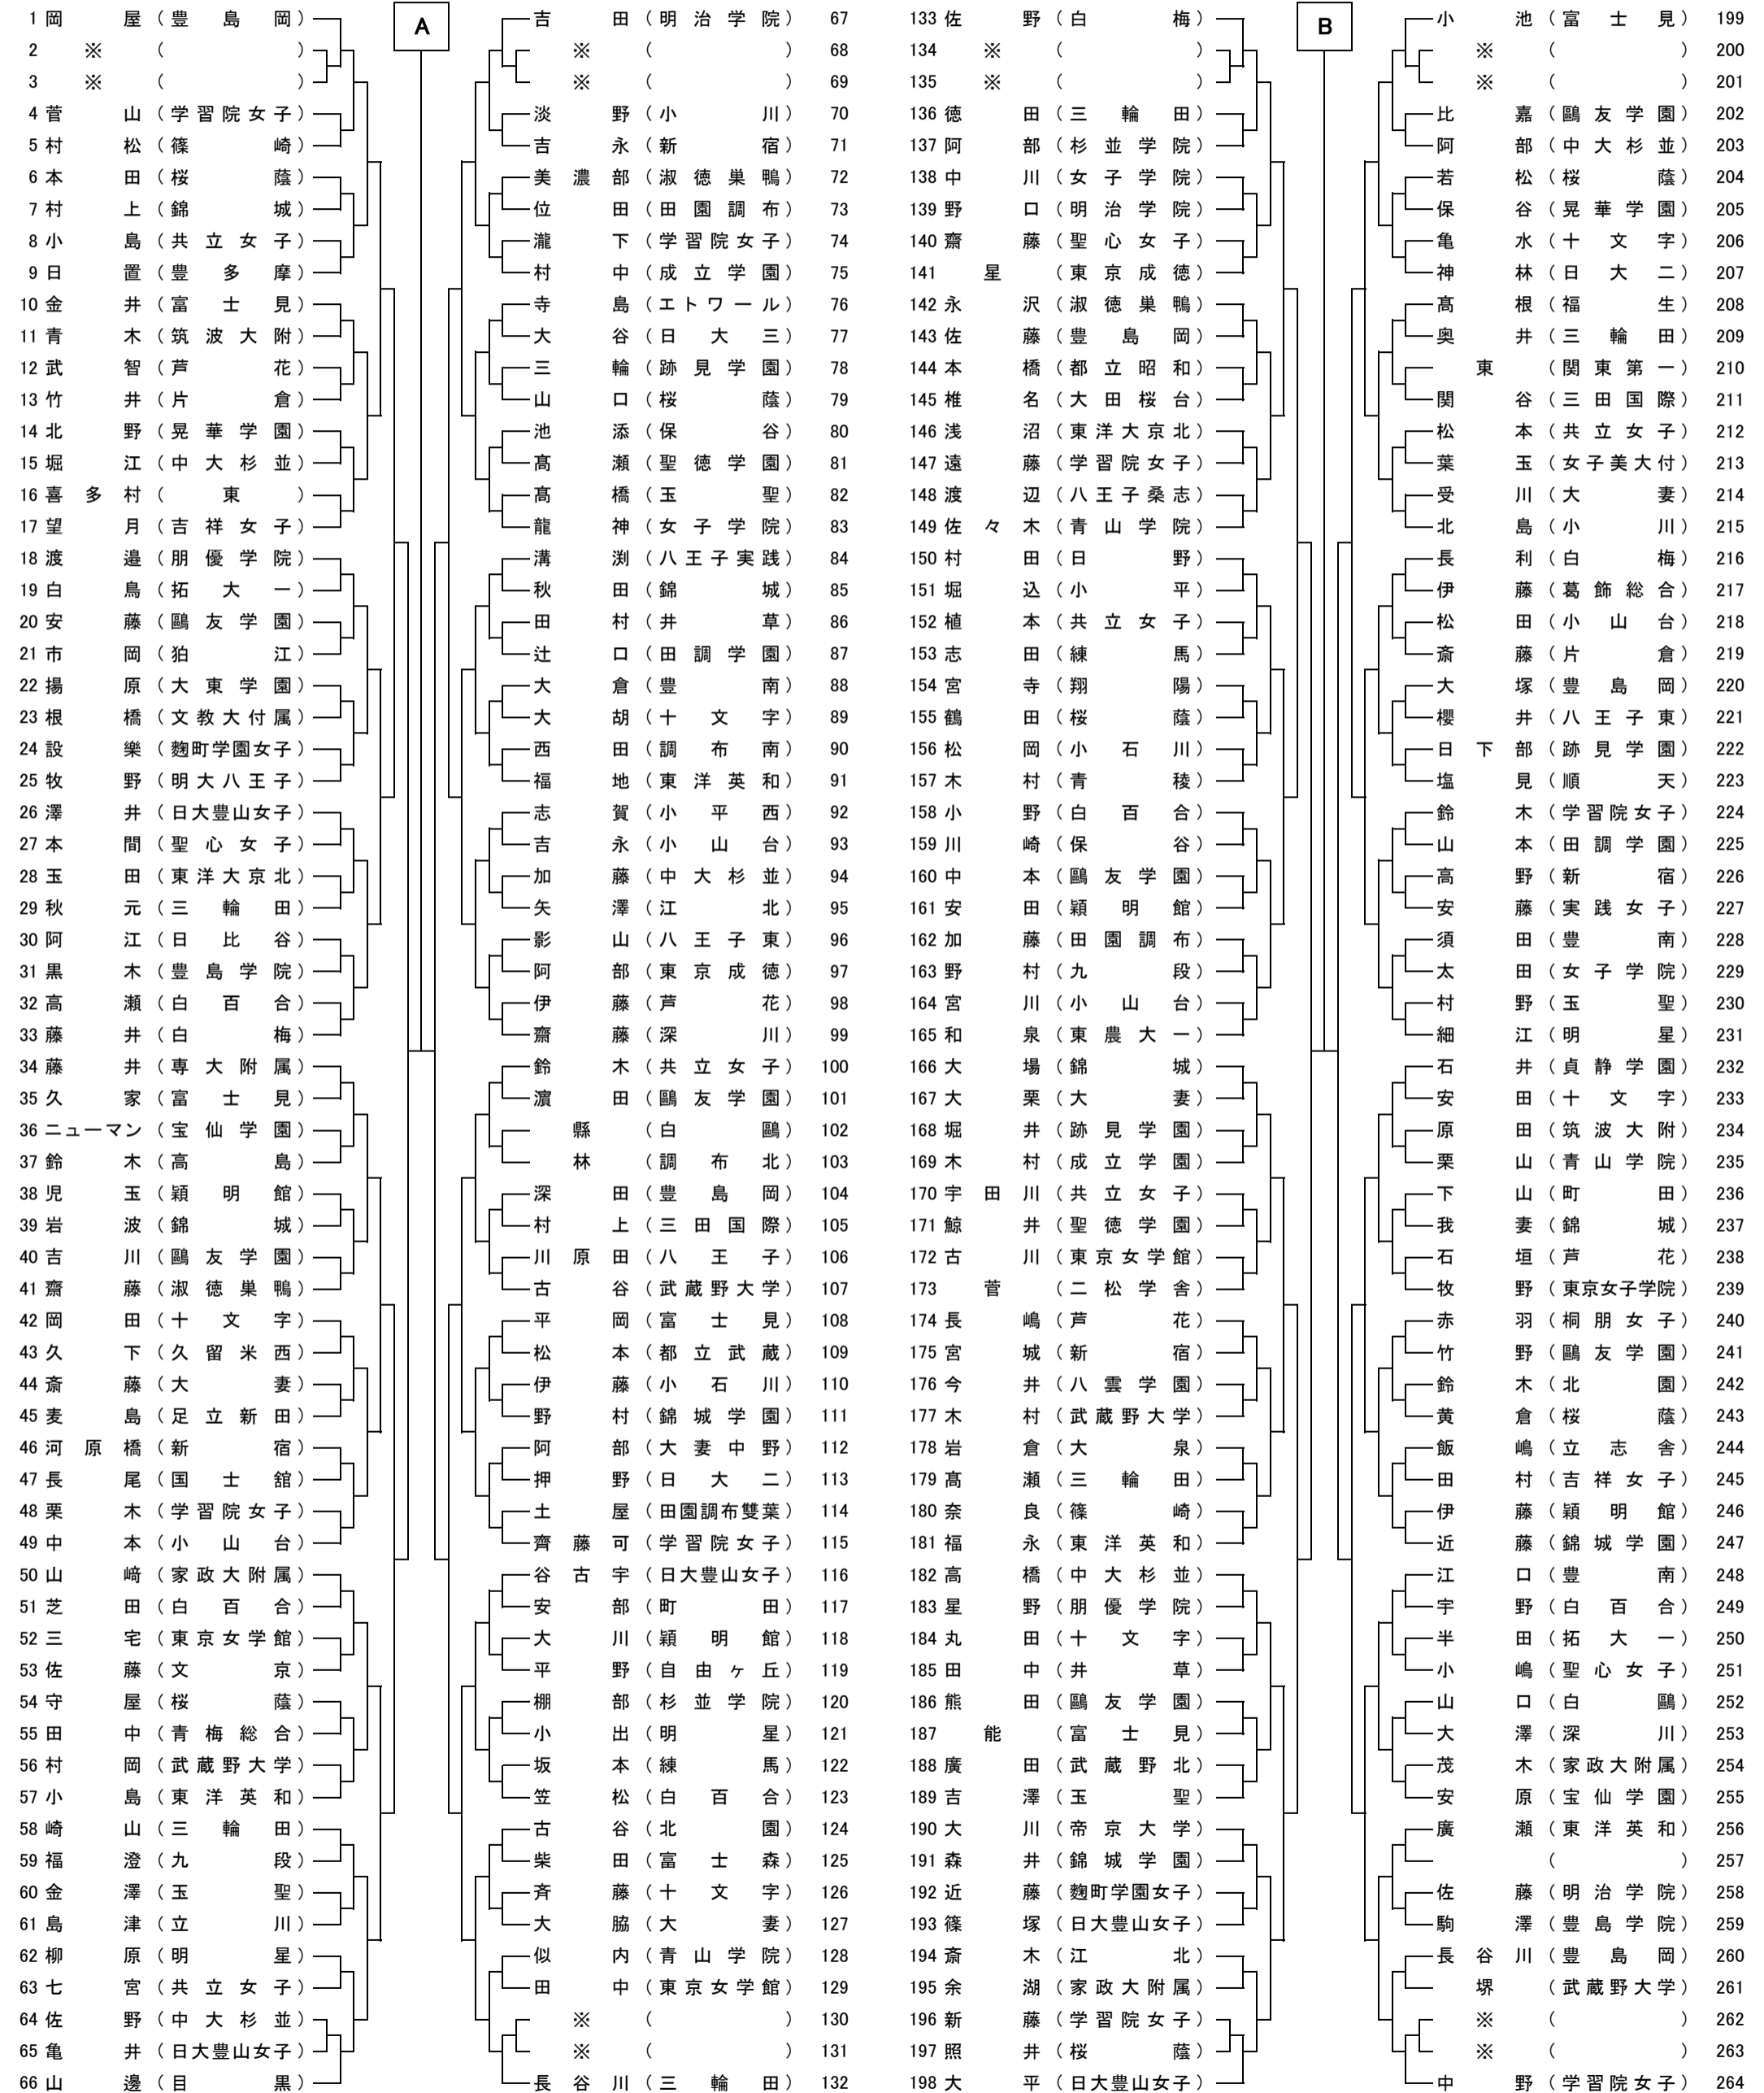 A
B
1 岡屋（豊島岡）
2 ※（ ）
3 ※（ ）
4 菅山（学習院女子）
5 村松（篠崎）
6 本田（桜蔭）
7 村上（錦城）
8 小島（共立女子）
9 日置（豊多摩）
10 金井（富士見）
11 青木（筑波大附）
12 武智（芦花）
13 竹井（片倉）
14 北野（晃華学園）
15 堀江（中大杉並）
16 喜多村（東）
17 望月（吉祥女子）
18 渡邉（朋優学院）
19 白鳥（拓大一）
20 安藤（鷗友学園）
21 市岡（狛江）
22 揚原（大東学園）
23 根橋（文教大付属）
24 設樂（麴町学園女子）
25 牧野（明大八王子）
26 澤井（日大豊山女子）
27 本間（聖心女子）
28 玉田（東洋大京北）
29 秋元（三輪田）
30 阿江（日比谷）
31 黒木（豊島学院）
32 高瀬（白百合）
33 藤井（白梅）
34 藤井（専大附属）
35 久家（富士見）
36 ニューマン（宝仙学園）
37 鈴木（高島）
38 児玉（穎明館）
39 岩波（錦城）
40 吉川（鷗友学園）
41 齋藤（淑徳巣鴨）
42 岡田（十文字）
43 久下（久留米西）
44 斎藤（大妻）
45 麦島（足立新田）
46 河原橋（新宿）
47 長尾（国士舘）
48 栗木（学習院女子）
49 中本（小山台）
50 山﨑（家政大附属）
51 芝田（白百合）
52 三宅（東京女学館）
53 佐藤（文京）
54 守屋（桜蔭）
55 田中（青梅総合）
56 村岡（武蔵野大学）
57 小島（東洋英和）
58 崎山（三輪田）
59 福澄（九段）
60 金澤（玉聖）
61 島津（立川）
62 柳原（明星）
63 七宮（共立女子）
64 佐野（中大杉並）
65 亀井（日大豊山女子）
66 山邊（目黒）
吉田（明治学院） 67
※（ ） 68
※（ ） 69
淡野（小川） 70
吉永（新宿） 71
美濃部（淑徳巣鴨） 72
位田（田園調布） 73
瀧下（学習院女子） 74
村中（成立学園） 75
寺島（エトワール） 76
大谷（日大三） 77
三輪（跡見学園） 78
山口（桜蔭） 79
池添（保谷） 80
髙瀬（聖徳学園） 81
髙橋（玉聖） 82
龍神（女子学院） 83
溝渕（八王子実践） 84
秋田（錦城） 85
田村（井草） 86
辻口（田調学園） 87
大倉（豊南） 88
大胡（十文字） 89
西田（調布南） 90
福地（東洋英和） 91
志賀（小平西） 92
吉永（小山台） 93
加藤（中大杉並） 94
矢澤（江北） 95
影山（八王子東） 96
阿部（東京成徳） 97
伊藤（芦花） 98
齋藤（深川） 99
鈴木（共立女子） 100
濵田（鷗友学園） 101
縣（白鷗） 102
林（調布北） 103
深田（豊島岡） 104
村上（三田国際） 105
川原田（八王子） 106
古谷（武蔵野大学） 107
平岡（富士見） 108
松本（都立武蔵） 109
伊藤（小石川） 110
野村（錦城学園） 111
阿部（大妻中野） 112
押野（日大二） 113
土屋（田園調布雙葉） 114
齊藤可（学習院女子） 115
谷古宇（日大豊山女子） 116
安部（町田） 117
大川（穎明館） 118
平野（自由ヶ丘） 119
棚部（杉並学院） 120
小出（明星） 121
坂本（練馬） 122
笠松（白百合） 123
古谷（北園） 124
柴田（富士森） 125
斉藤（十文字） 126
大脇（大妻） 127
似内（青山学院） 128
田中（東京女学館） 129
※（ ） 130
※（ ） 131
長谷川（三輪田） 132
133 佐野（白梅）
134 ※（ ）
135 ※（ ）
136 徳田（三輪田）
137 阿部（杉並学院）
138 中川（女子学院）
139 野口（明治学院）
140 齋藤（聖心女子）
141 星（東京成徳）
142 永沢（淑徳巣鴨）
143 佐藤（豊島岡）
144 本橋（都立昭和）
145 椎名（大田桜台）
146 浅沼（東洋大京北）
147 遠藤（学習院女子）
148 渡辺（八王子桑志）
149 佐々木（青山学院）
150 村田（日野）
151 堀込（小平）
152 植本（共立女子）
153 志田（練馬）
154 宮寺（翔陽）
155 鶴田（桜蔭）
156 松岡（小石川）
157 木村（青稜）
158 小野（白百合）
159 川崎（保谷）
160 中本（鷗友学園）
161 安田（穎明館）
162 加藤（田園調布）
163 野村（九段）
164 宮川（小山台）
165 和泉（東農大一）
166 大場（錦城）
167 大栗（大妻）
168 堀井（跡見学園）
169 木村（成立学園）
170 宇田川（共立女子）
171 鯨井（聖徳学園）
172 古川（東京女学館）
173 菅（二松学舎）
174 長嶋（芦花）
175 宮城（新宿）
176 今井（八雲学園）
177 木村（武蔵野大学）
178 岩倉（大泉）
179 髙瀬（三輪田）
180 奈良（篠崎）
181 福永（東洋英和）
182 高橋（中大杉並）
183 星野（朋優学院）
184 丸田（十文字）
185 田中（井草）
186 熊田（鷗友学園）
187 能（富士見）
188 廣田（武蔵野北）
189 吉澤（玉聖）
190 大川（帝京大学）
191 森井（錦城学園）
192 近藤（麴町学園女子）
193 篠塚（日大豊山女子）
194 斎木（江北）
195 余湖（家政大附属）
196 新藤（学習院女子）
197 照井（桜蔭）
198 大平（日大豊山女子）
小池（富士見） 199
※（ ） 200
※（ ） 201
比嘉（鷗友学園） 202
阿部（中大杉並） 203
若松（桜蔭） 204
保谷（晃華学園） 205
亀水（十文字） 206
神林（日大二） 207
髙根（福生） 208
奥井（三輪田） 209
東（関東第一） 210
関谷（三田国際） 211
松本（共立女子） 212
葉玉（女子美大付） 213
受川（大妻） 214
北島（小川） 215
長利（白梅） 216
伊藤（葛飾総合） 217
松田（小山台） 218
斎藤（片倉） 219
大塚（豊島岡） 220
櫻井（八王子東） 221
日下部（跡見学園） 222
塩見（順天） 223
鈴木（学習院女子） 224
山本（田調学園） 225
高野（新宿） 226
安藤（実践女子） 227
須田（豊南） 228
太田（女子学院） 229
村野（玉聖） 230
細江（明星） 231
石井（貞静学園） 232
安田（十文字） 233
原田（筑波大附） 234
栗山（青山学院） 235
下山（町田） 236
我妻（錦城） 237
石垣（芦花） 238
牧野（東京女子学院） 239
赤羽（桐朋女子） 240
竹野（鷗友学園） 241
鈴木（北園） 242
黄倉（桜蔭） 243
飯嶋（立志舎） 244
田村（吉祥女子） 245
伊藤（穎明館） 246
近藤（錦城学園） 247
江口（豊南） 248
宇野（白百合） 249
半田（拓大一） 250
小嶋（聖心女子） 251
山口（白鷗） 252
大澤（深川） 253
茂木（家政大附属） 254
安原（宝仙学園） 255
廣瀬（東洋英和） 256
（ ） 257
佐藤（明治学院） 258
駒澤（豊島学院） 259
長谷川（豊島岡） 260
堺（武蔵野大学） 261
※（ ） 262
※（ ） 263
中野（学習院女子） 264